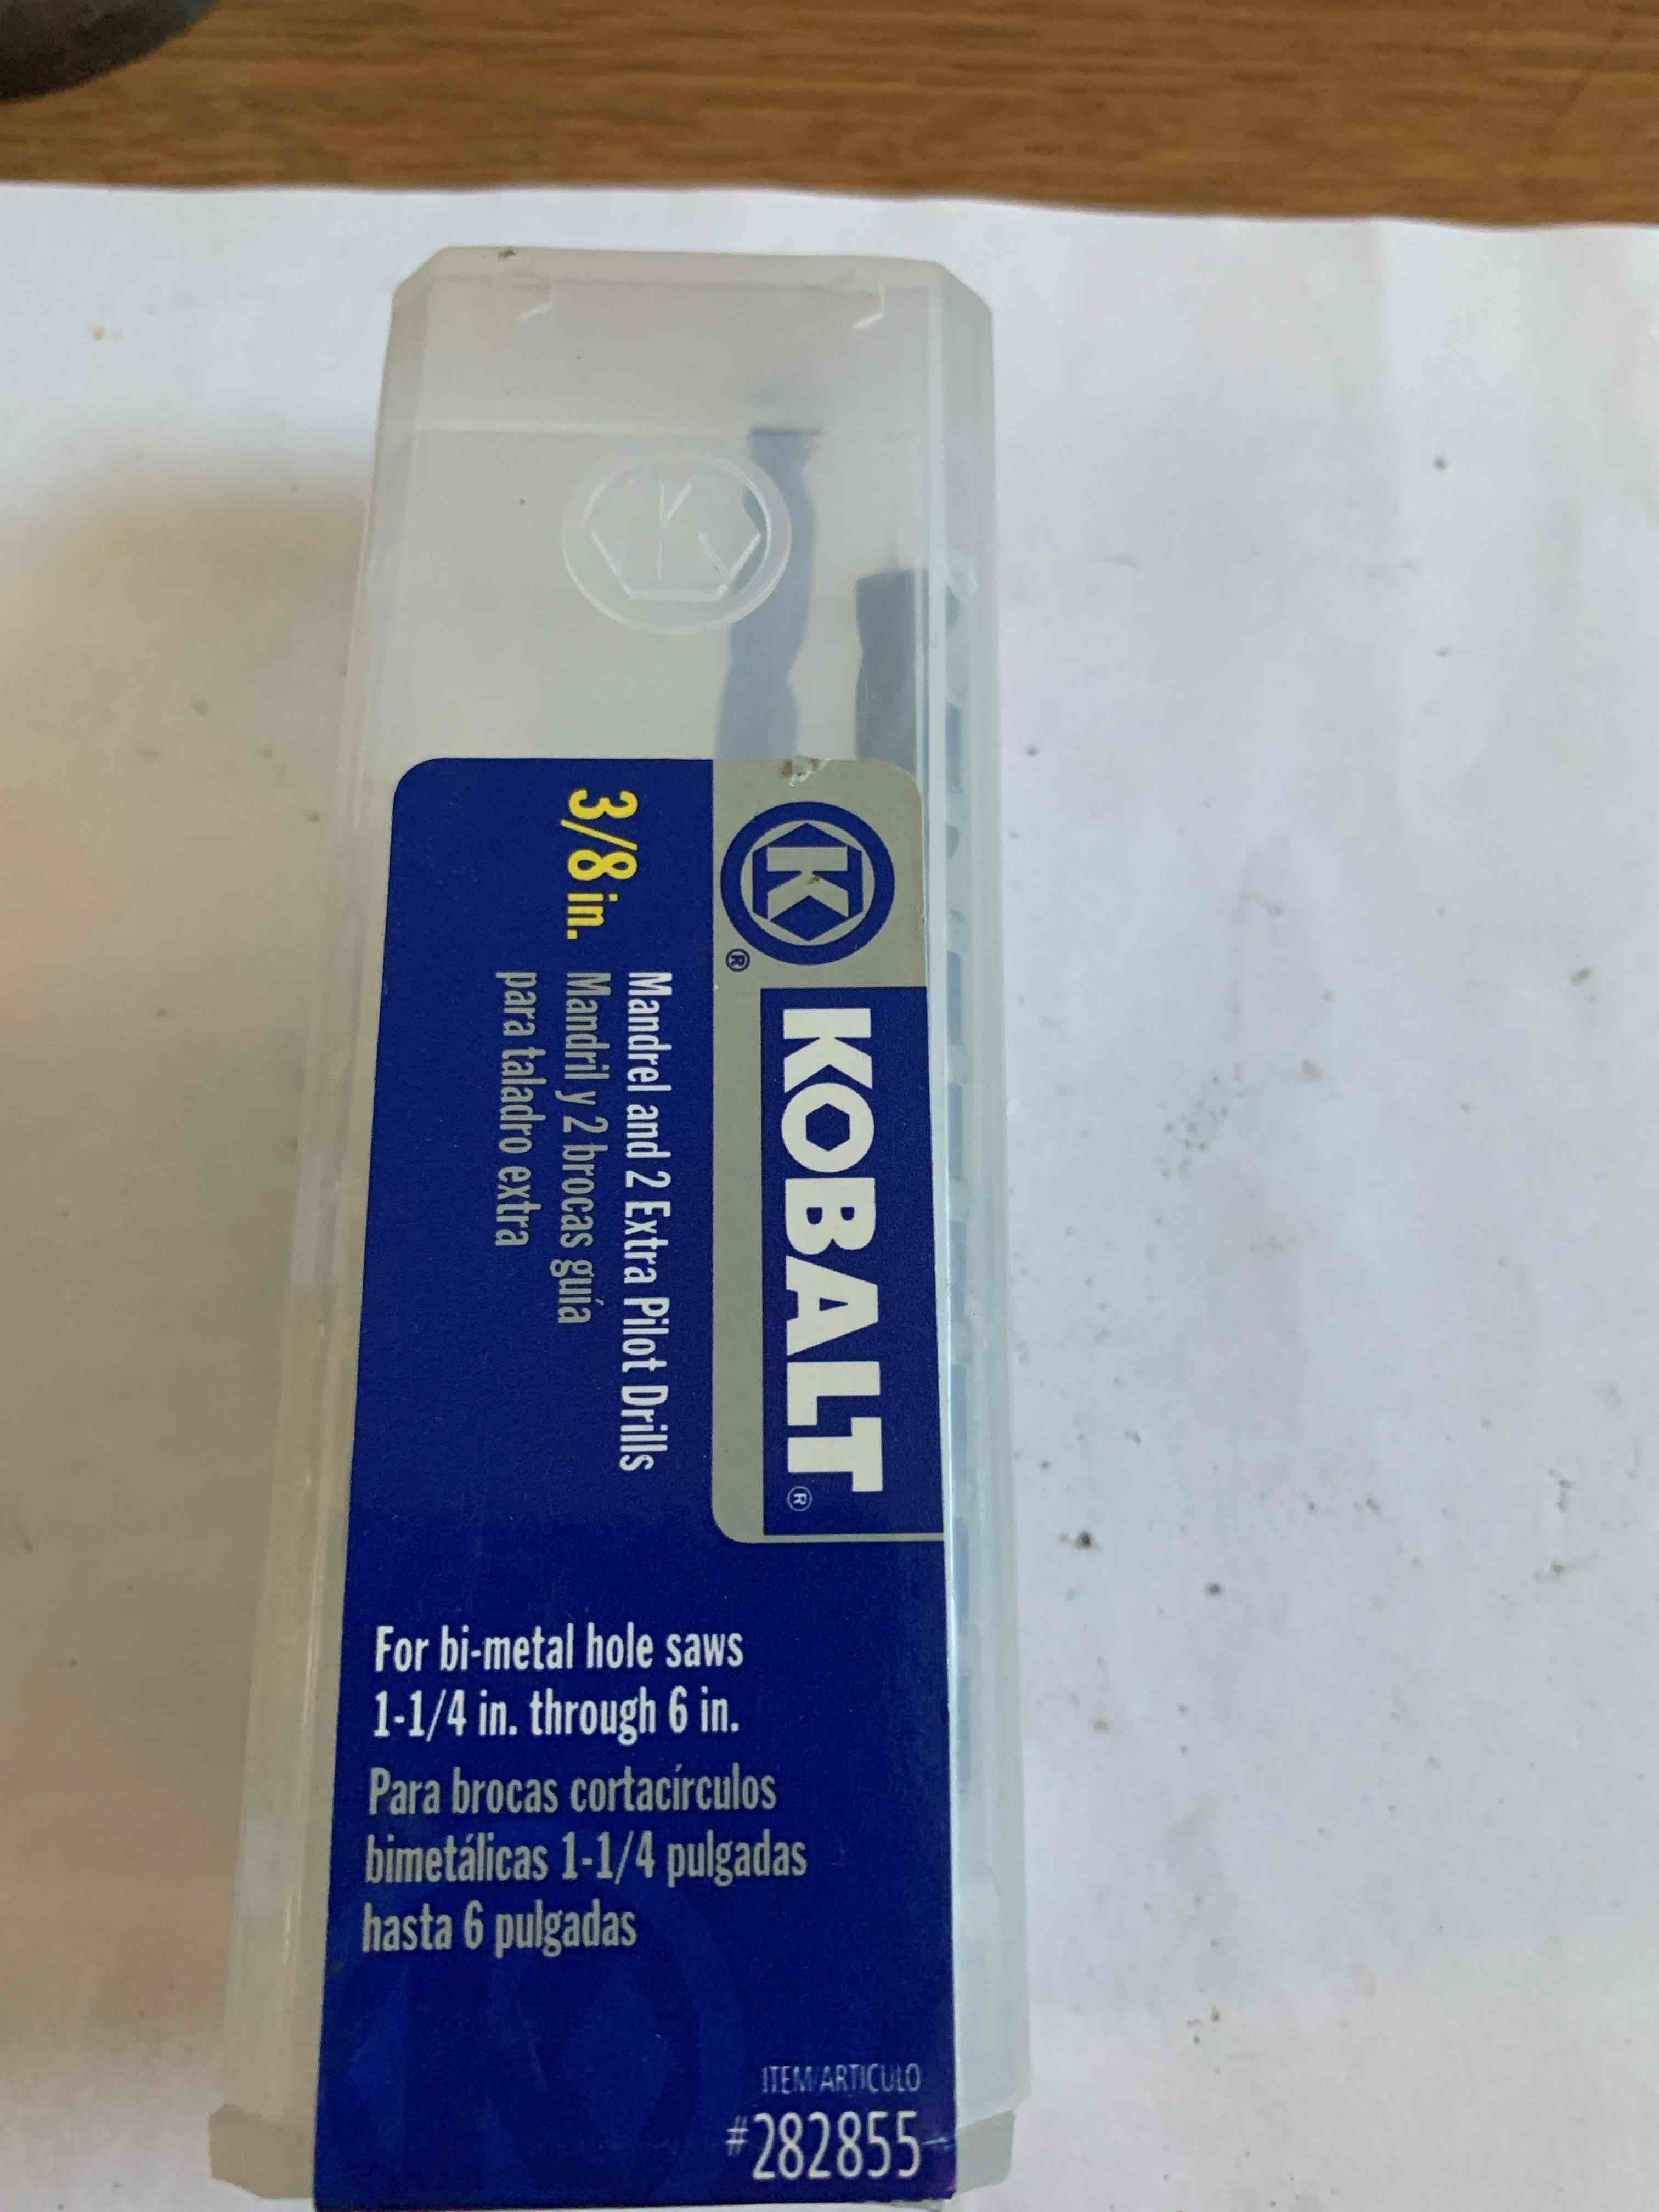 KOBALT
Mandrel and 2 Extra Pilot Drills
3/8 in. Mandril y 2 brocas guía
para taladro extra
For bi-metal hole saws
1-1/4 in. through 6 in.
Para brocas cortacírculos
bimetálicas 1-1/4 pulgadas
hasta 6 pulgadas
ITEM/ARTICULO
#282855